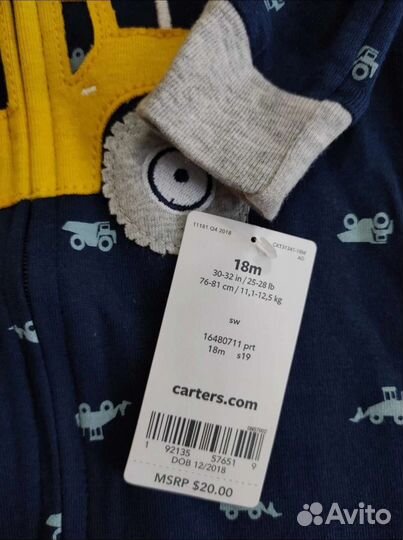 11181 Q4 2018
18m
30-32 in / 25-28 lb
76-81 cm / 11,1-12,5 kg
sw
16480711 prt
18m s19
carters.com
1 92135 57651 9
DOB 12/2018
MSRP $20.00
Avito